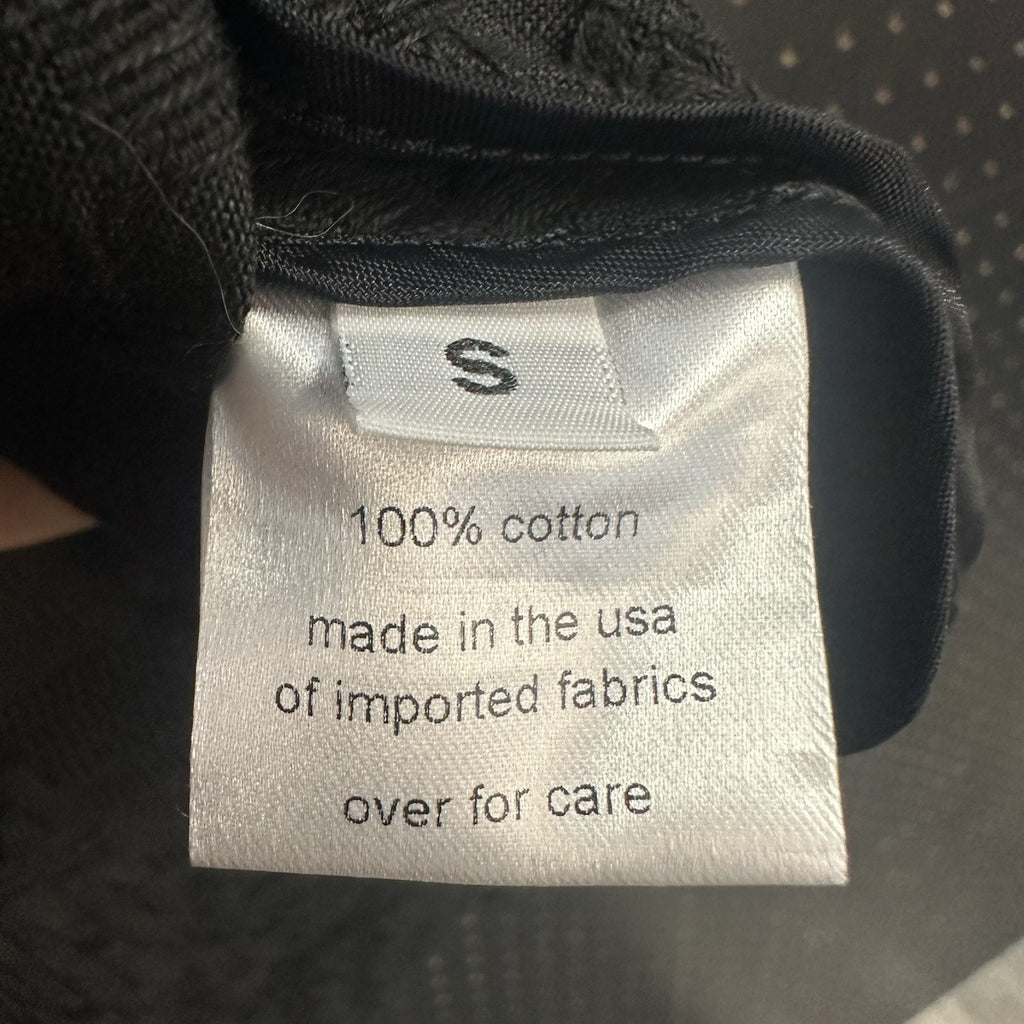 S
100% cotton
made in the usa
of imported fabrics
over for care